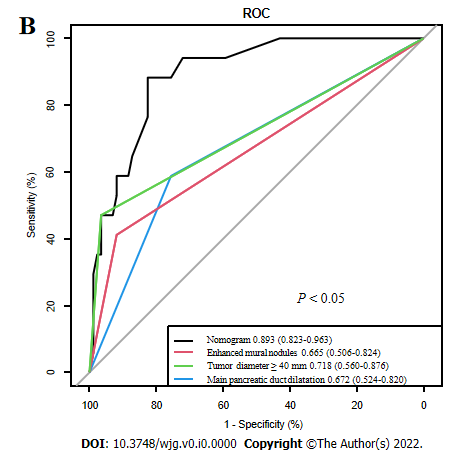 B
ROC
Sensitivity (%)
100
80
60
40
20
0
P < 0.05
Nomogram 0.893 (0.823-0.963)
Enhanced mural nodules 0.665 (0.506-0.824)
Tumor diameter ≥ 40 mm 0.718 (0.560-0.876)
Main pancreatic duct dilatation 0.672 (0.524-0.820)
100 80 60 40 20 0
1 - Specificity (%)
DOI: 10.3748/wjg.v0.i0.0000 Copyright ©The Author(s) 2022.